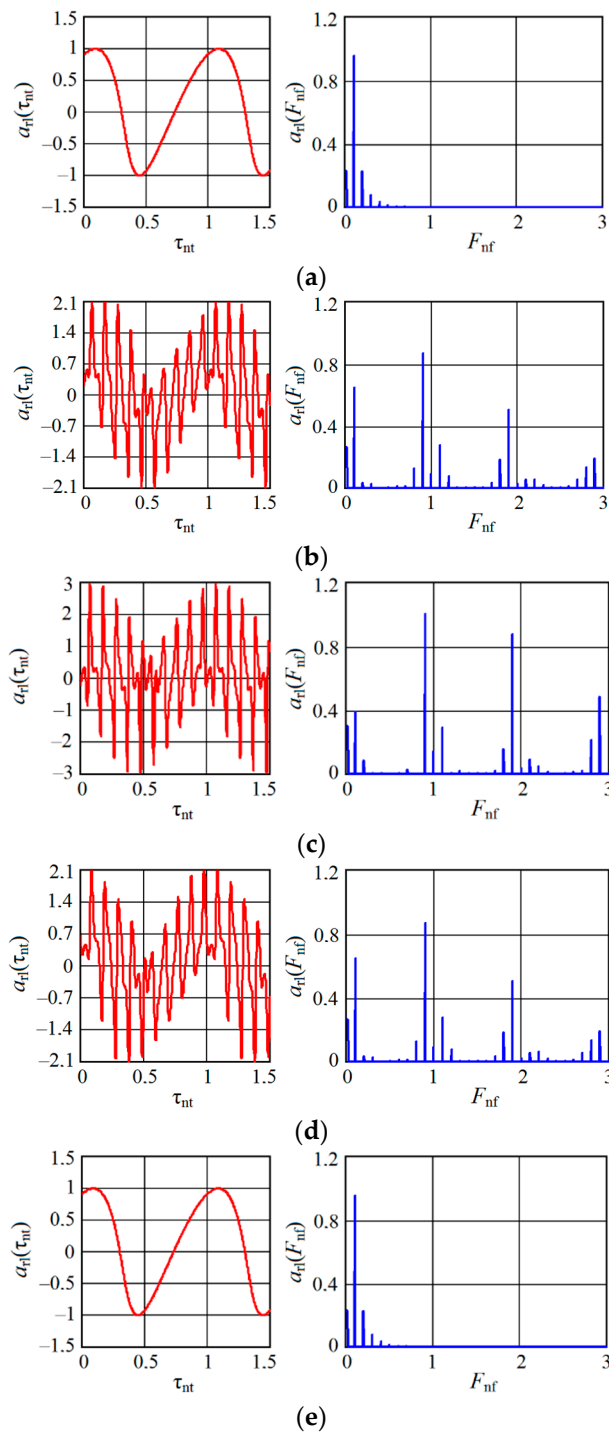 1.5
1
0.5
0
−0.5
−1
−1.5
a_rl(τ_nt)
0 0.5 1 1.5
τ_nt
1.2
0.8
0.4
0
a_rl(F_nf)
0 1 2 3
F_nf
(a)
2.1
1.4
0.7
0
−0.7
−1.4
−2.1
a_rl(τ_nt)
0 0.5 1 1.5
τ_nt
1.2
0.8
0.4
0
a_rl(F_nf)
0 1 2 3
F_nf
(b)
3
2
1
0
−1
−2
−3
a_rl(τ_nt)
0 0.5 1 1.5
τ_nt
1.2
0.8
0.4
0
a_rl(F_nf)
0 1 2 3
F_nf
(c)
2.1
1.4
0.7
0
−0.7
−1.4
−2.1
a_rl(τ_nt)
0 0.5 1 1.5
τ_nt
1.2
0.8
0.4
0
a_rl(F_nf)
0 1 2 3
F_nf
(d)
1.5
1
0.5
0
−0.5
−1
−1.5
a_rl(τ_nt)
0 0.5 1 1.5
τ_nt
1.2
0.8
0.4
0
a_rl(F_nf)
0 1 2 3
F_nf
(e)